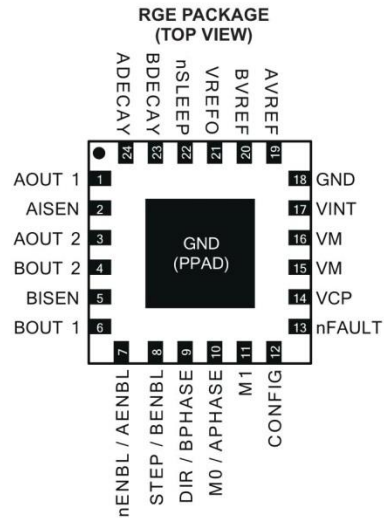 RGE PACKAGE
(TOP VIEW)
ADECAY
BDECAY
nSLEEP
VREFO
BVREF
AVREF
24
23
22
21
20
19
AOUT 1
1
18
GND
AISEN
2
17
VINT
AOUT 2
3
16
VM
BOUT 2
4
15
VM
BISEN
5
14
VCP
BOUT 1
6
13
nFAULT
GND
(PPAD)
7
8
9
10
11
12
nENBL / AENBL
STEP / BENBL
DIR / BPHASE
M0 / APHASE
M1
CONFIG